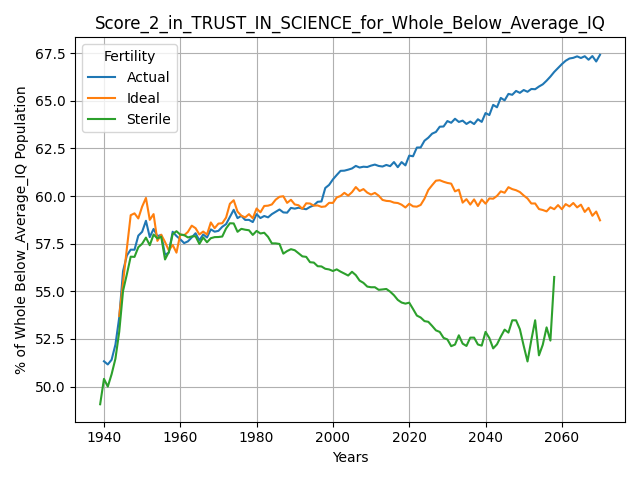 Score_2_in_TRUST_IN_SCIENCE_for_Whole_Below_Average_IQ
Fertility
Actual
Ideal
Sterile
% of Whole Below_Average_IQ Population
67.5
65.0
62.5
60.0
57.5
55.0
52.5
50.0
1940 1960 1980 2000 2020 2040 2060
Years